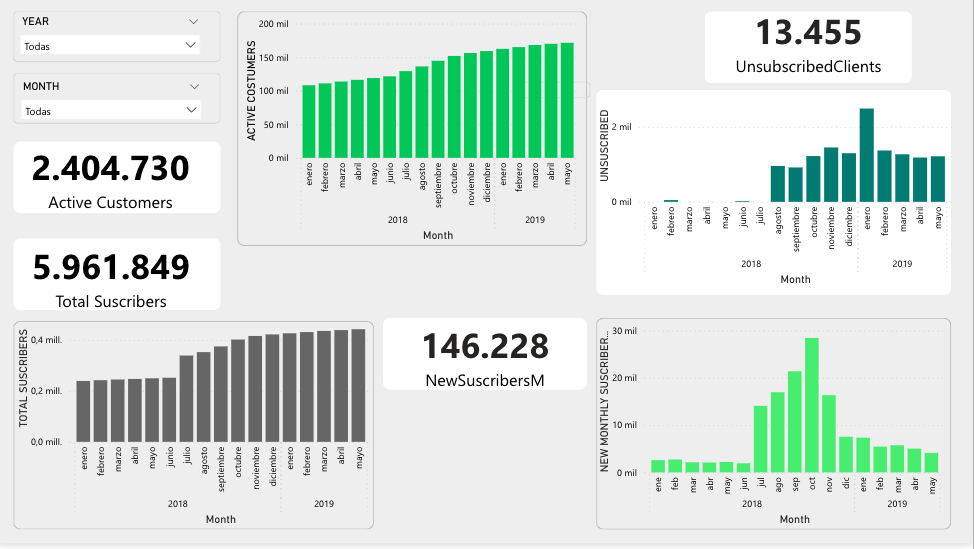 YEAR
Todas
MONTH
Todas
2.404.730
Active Customers
5.961.849
Total Suscribers
ACTIVE COSTUMERS
200 mil
150 mil
100 mil
50 mil
0 mil
enero
febrero
marzo
abril
mayo
junio
julio
agosto
septiembre
octubre
noviembre
diciembre
enero
febrero
marzo
abril
mayo
2018
2019
Month
13.455
UnsubscribedClients
UNSUSCRIBED
2 mil
0 mil
enero
febrero
marzo
abril
mayo
junio
julio
agosto
septiembre
octubre
noviembre
diciembre
enero
febrero
marzo
abril
mayo
2018
2019
Month
TOTAL SUSCRIBERS
0,4 mill.
0,2 mill.
0,0 mill.
enero
febrero
marzo
abril
mayo
junio
julio
agosto
septiembre
octubre
noviembre
diciembre
enero
febrero
marzo
abril
mayo
2018
2019
Month
146.228
NewSuscribersM
NEW MONTHLY SUSCRIBER...
30 mil
20 mil
10 mil
0 mil
ene
feb
mar
abr
may
jun
jul
ago
sep
oct
nov
dic
ene
feb
mar
abr
may
2018
2019
Month